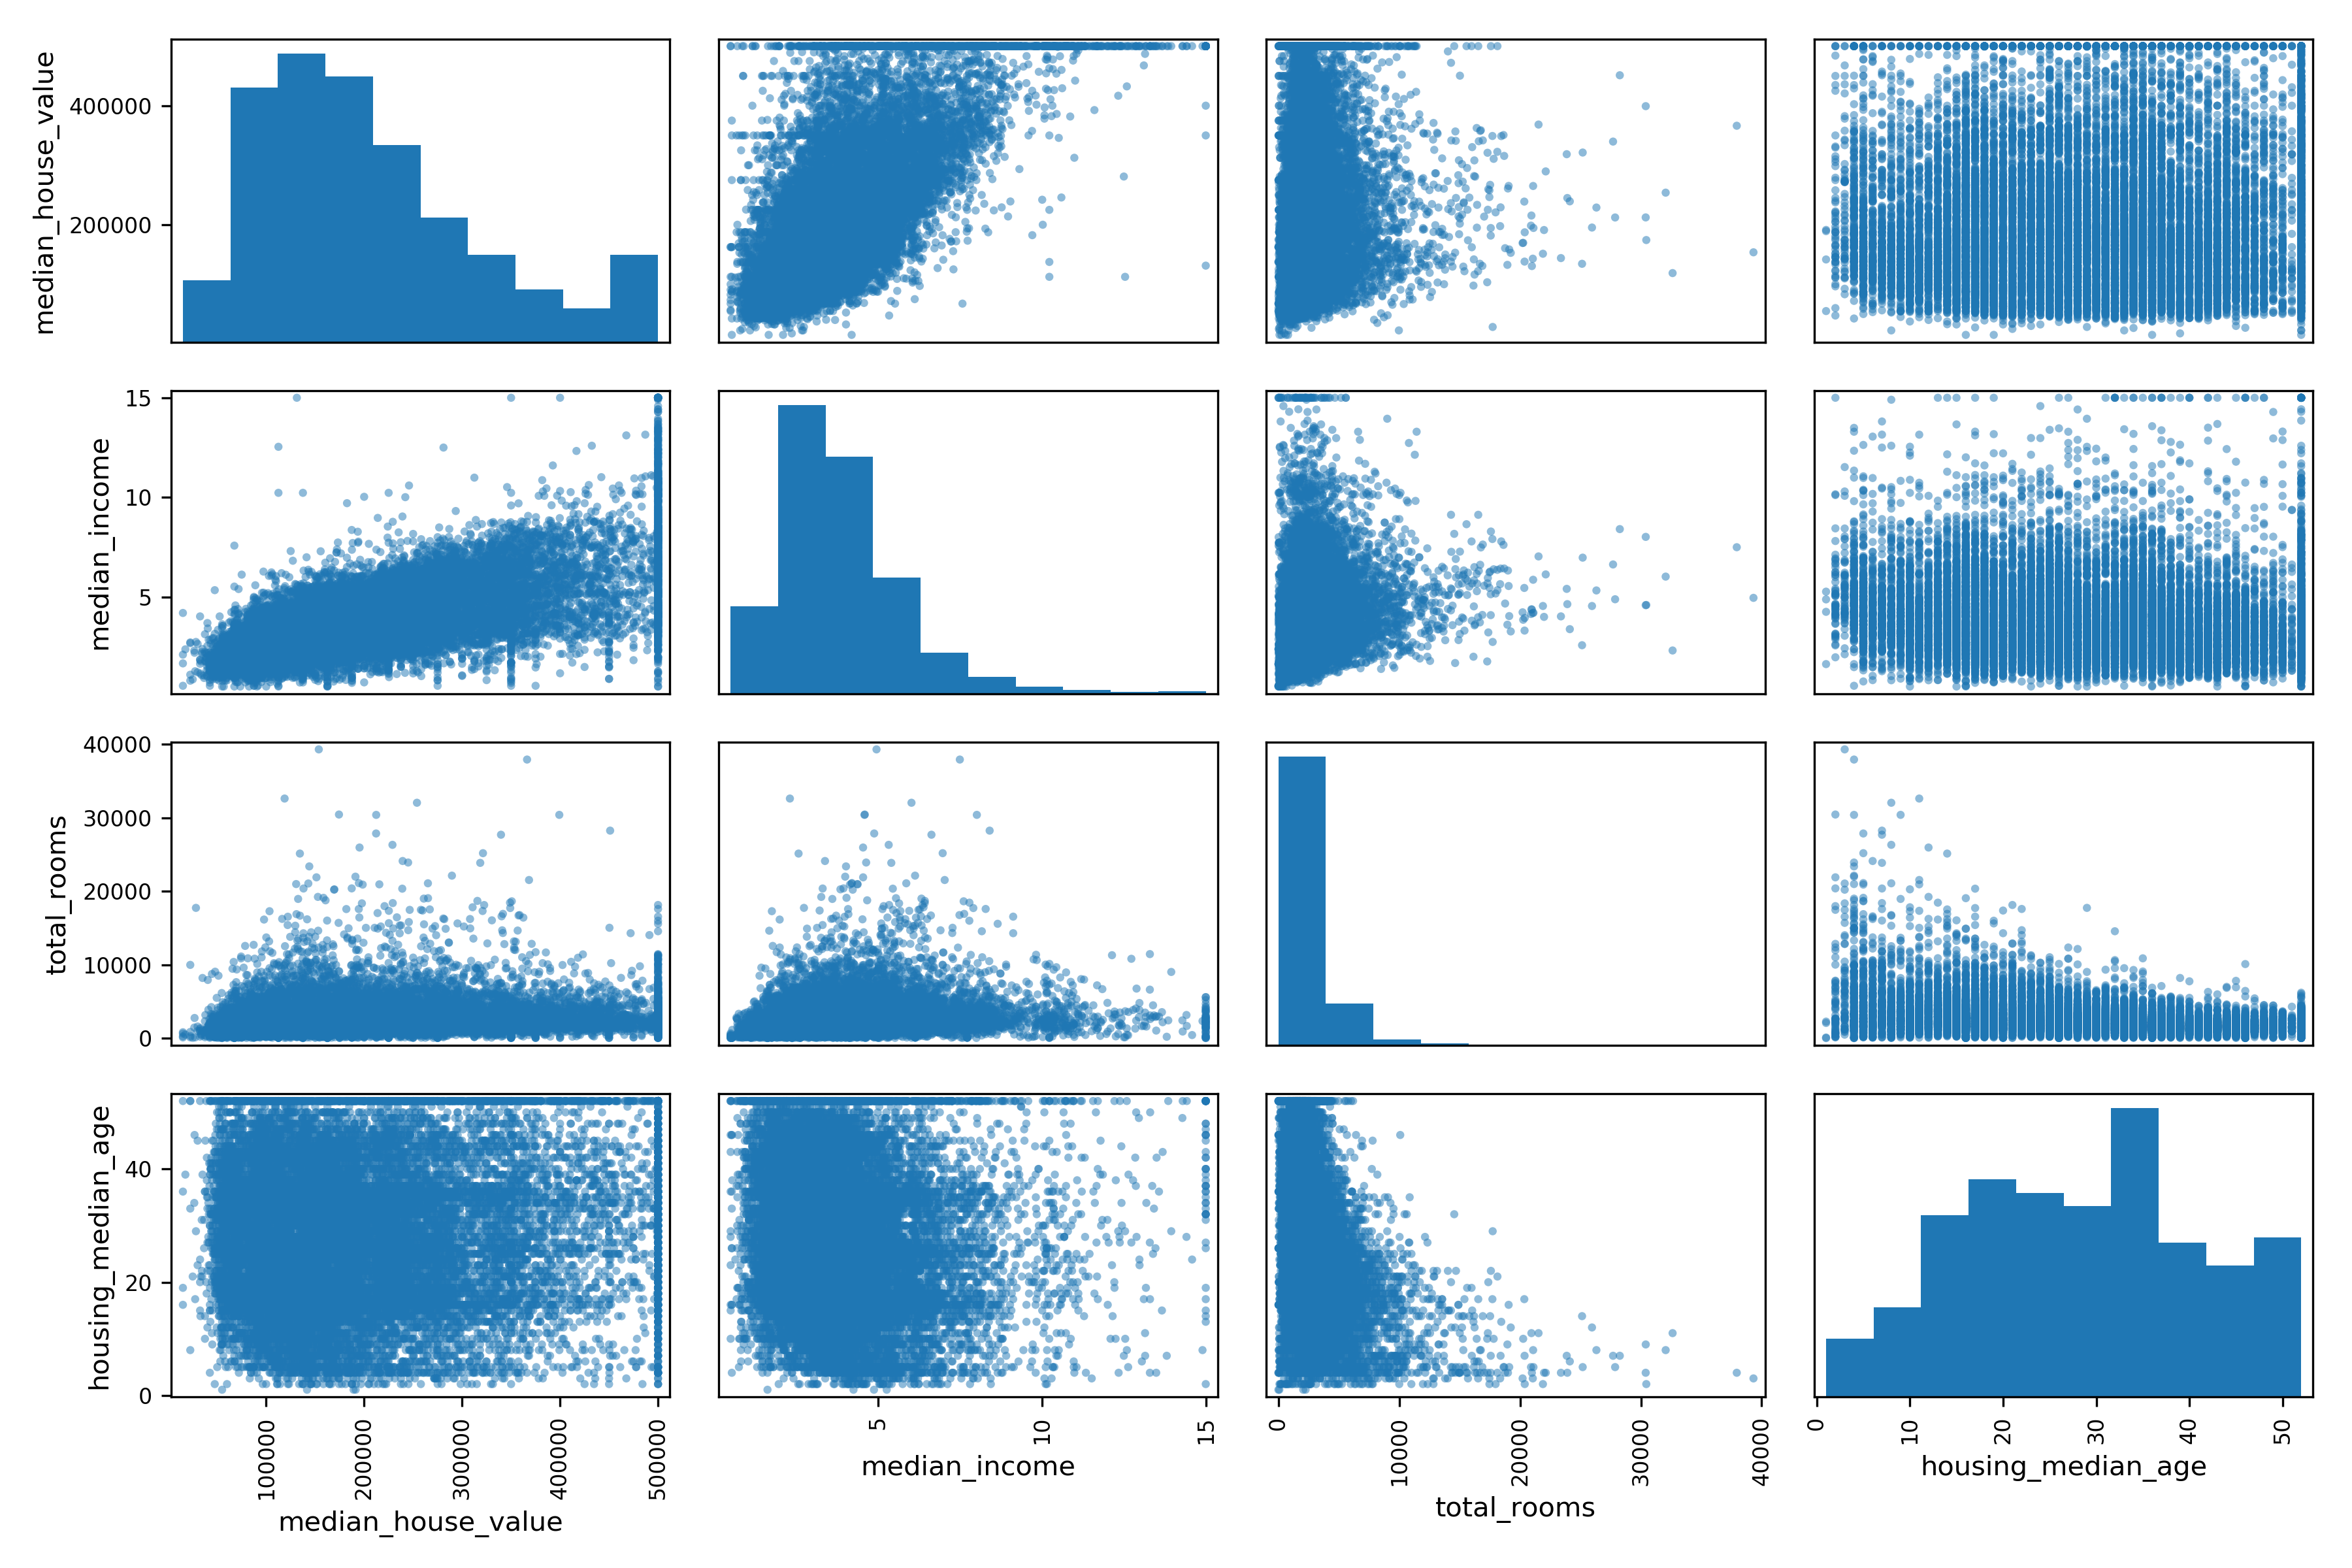 median_house_value
400000
200000
median_income
15
10
5
total_rooms
40000
30000
20000
10000
0
housing_median_age
40
20
0
100000 200000 300000 400000 500000
median_house_value
5 10 15
median_income
0 10000 20000 30000 40000
total_rooms
0 10 20 30 40 50
housing_median_age